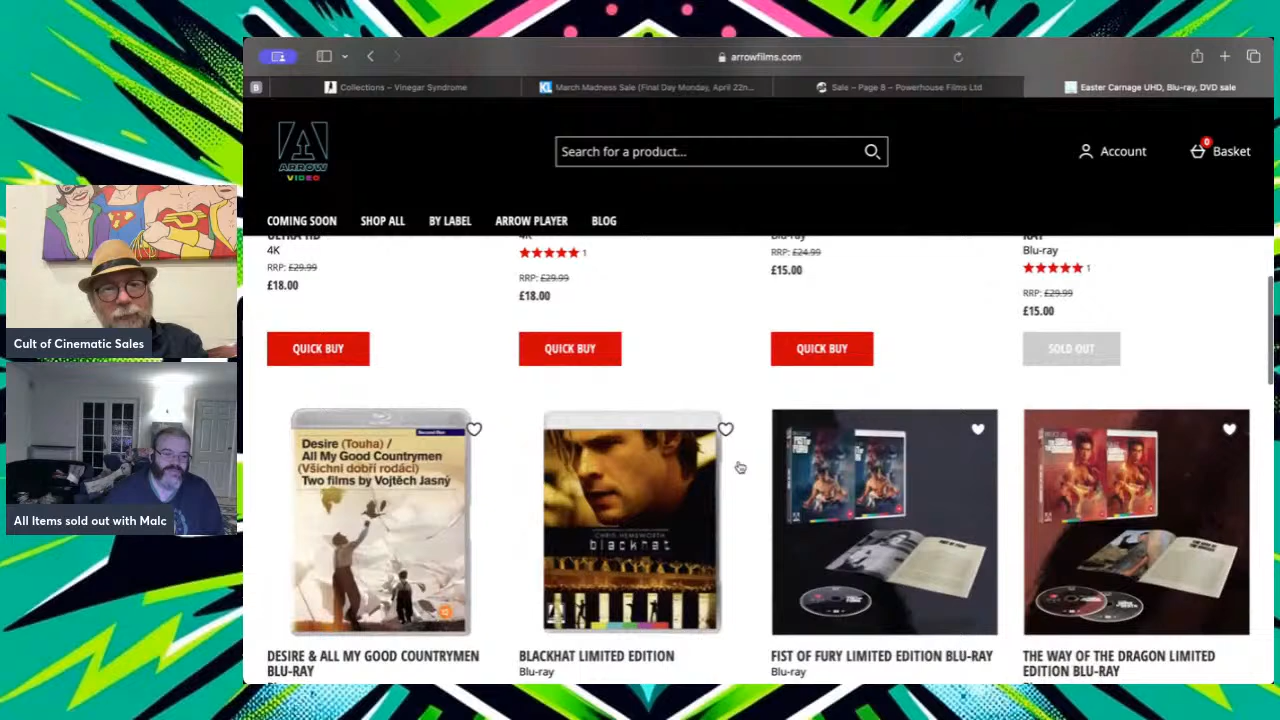 arrowfilms.com
B
Collections – Vinegar Syndrome
KL March Madness Sale (Final Day Monday, April 22n...
Sale – Page 8 – Powerhouse Films Ltd
Easter Carnage UHD, Blu-ray, DVD sale
ARROW
VIDEO
Search for a product...
Account
0
Basket
COMING SOON
SHOP ALL
BY LABEL
ARROW PLAYER
BLOG
4K
RRP: £29.99
£18.00
QUICK BUY
1
RRP: £29.99
£18.00
QUICK BUY
Blu-ray
RRP: £24.99
£15.00
QUICK BUY
Blu-ray
1
RRP: £29.99
£15.00
SOLD OUT
Cult of Cinematic Sales
All Items sold out with Malc
Desire (Touha) /
All My Good Countrymen
(Všichni dobří rodáci)
Two films by Vojtěch Jasný
12
CHRIS HEMSWORTH
blackhat
DESIRE & ALL MY GOOD COUNTRYMEN
BLU-RAY
BLACKHAT LIMITED EDITION
Blu-ray
FIST OF FURY LIMITED EDITION BLU-RAY
Blu-ray
THE WAY OF THE DRAGON LIMITED
EDITION BLU-RAY